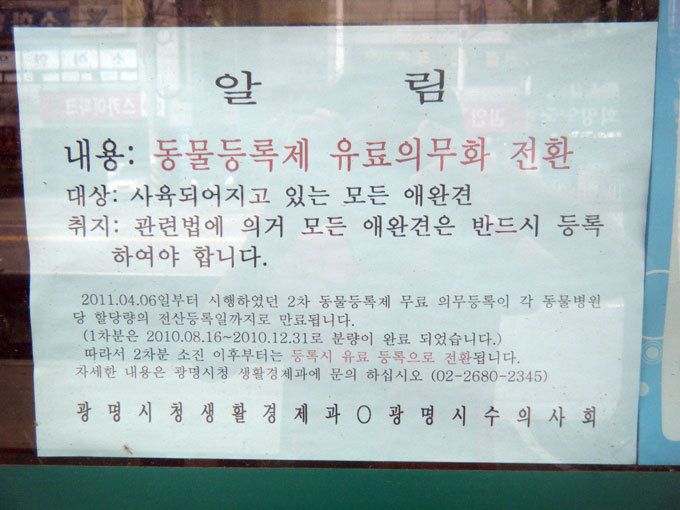 알 림
내용: 동물등록제 유료의무화 전환
대상: 사육되어지고 있는 모든 애완견
취지: 관련법에 의거 모든 애완견은 반드시 등록
하여야 합니다.
2011.04.06일부터 시행하였던 2차 동물등록제 무료 의무등록이 각 동물병원
당 할당량의 전산등록일까지로 만료됩니다.
(1차분은 2010.08.16~2010.12.31로 분량이 완료 되었습니다.)
따라서 2차분 소진 이후부터는 등록시 유료 등록으로 전환됩니다.
자세한 내용은 광명시청 생활경제과에 문의 하십시오 (02-2680-2345)
광명시청생활경제과○광명시수의사회
스카이파크